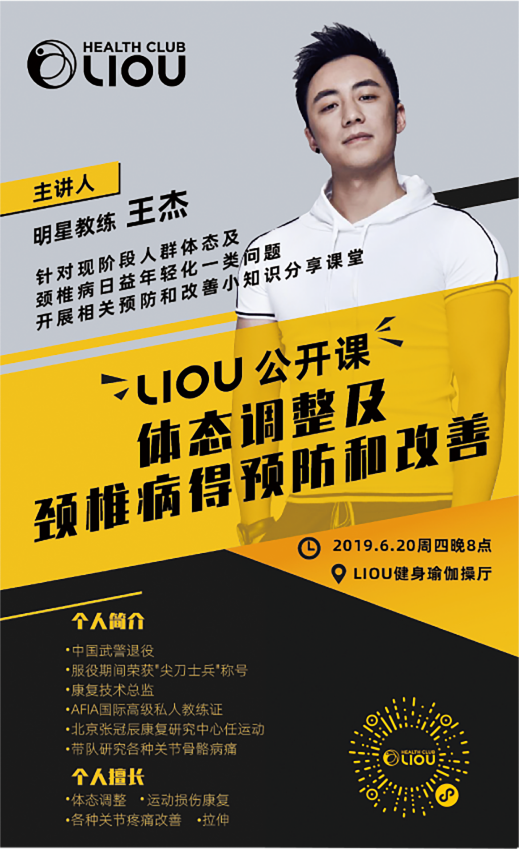 HEALTH CLUB
LIOU
主讲人
明星教练 王杰
针对现阶段人群体态及
颈椎病日益年轻化一类问题
开展相关预防和改善小知识分享课堂
LIOU 公开课
体态调整及
颈椎病得预防和改善
2019.6.20周四晚8点
LIOU健身瑜伽操厅
个人简介
•中国武警退役
•服役期间荣获"尖刀士兵"称号
•康复技术总监
•AFIA国际高级私人教练证
•北京张冠辰康复研究中心任运动
•带队研究各种关节骨骼病痛
个人擅长
•体态调整 •运动损伤康复
•各种关节疼痛改善 •拉伸
HEALTH CLUB
LIOU